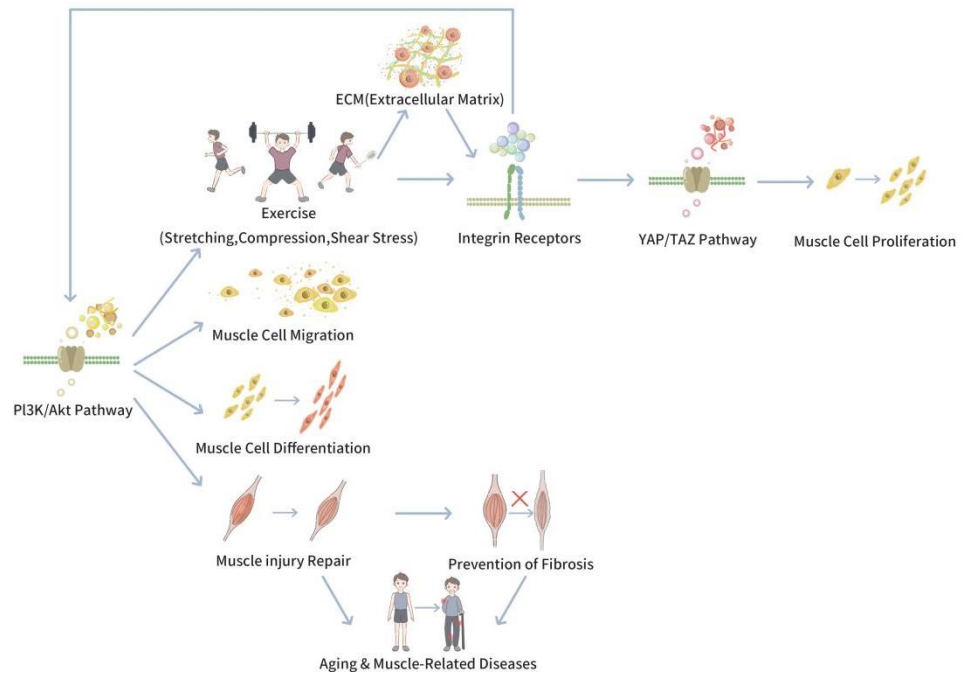 ECM(Extracellular Matrix)
Exercise
(Stretching,Compression,Shear Stress)
Integrin Receptors
YAP/TAZ Pathway
Muscle Cell Proliferation
Muscle Cell Migration
PI3K/Akt Pathway
Muscle Cell Differentiation
Muscle injury Repair
Prevention of Fibrosis
Aging & Muscle-Related Diseases